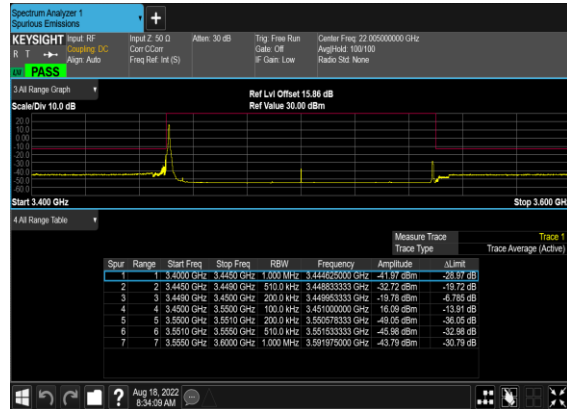 Spectrum Analyzer 1
Spurious Emissions
KEYSIGHT Input: RF Input Z: 50 Ω Atten: 30 dB Trig: Free Run Center Freq: 22.005000000 GHz
R T Coupling: DC Corr CCorr Gate: Off Avg|Hold: 100/100
Align: Auto Freq Ref: Int (S) IF Gain: Low Radio Std: None
LW PASS
3 All Range Graph
Ref Lvl Offset 15.86 dB
Scale/Div 10.0 dB Ref Value 30.00 dBm
20.0
10.0
0.00
-10.0
-20.0
-30.0
-40.0
-50.0
-60.0
Start 3.400 GHz Stop 3.600 GH
4 All Range Table
Measure Trace Trace 1
Trace Type Trace Average (Active)
Spur Range Start Freq Stop Freq RBW Frequency Amplitude ΔLimit
1 1 3.4000 GHz 3.4450 GHz 1.000 MHz 3.444625000 GHz -41.97 dBm -28.97 dB
2 2 3.4450 GHz 3.4490 GHz 510.0 kHz 3.448833333 GHz -32.72 dBm -19.72 dB
3 3 3.4490 GHz 3.4500 GHz 200.0 kHz 3.449953333 GHz -19.78 dBm -6.785 dB
4 4 3.4500 GHz 3.5500 GHz 100.0 kHz 3.451000000 GHz 16.09 dBm -13.91 dB
5 5 3.5500 GHz 3.5510 GHz 200.0 kHz 3.550578333 GHz -49.05 dBm -36.05 dB
6 6 3.5510 GHz 3.5550 GHz 510.0 kHz 3.551533333 GHz -45.98 dBm -32.98 dB
7 7 3.5550 GHz 3.6000 GHz 1.000 MHz 3.591975000 GHz -43.79 dBm -30.79 dB
Aug 18, 2022
8:34:09 AM